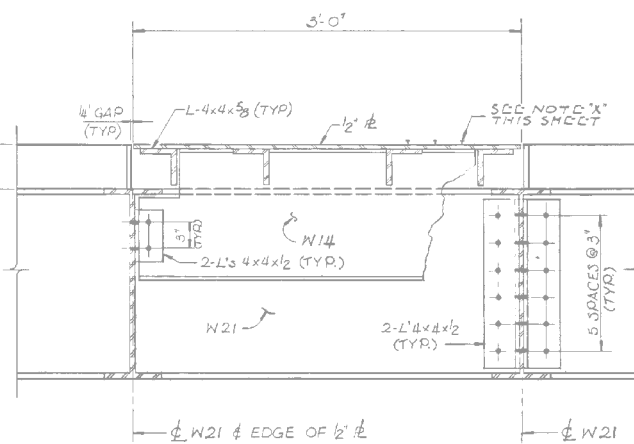 3'-0"
1/4" GAP
(TYP)
L-4x4x5/8 (TYP)
1/2" ℄
SEE NOTE "X"
THIS SHEET
3"
(TYP.)
W14
2-L's 4x4x1/2 (TYP.)
W21
2-L' 4x4x1/2
(TYP.)
5 SPACES @ 3"
(TYP.)
℄ W21 ¢ EDGE OF 1/2" ℄
℄ W21